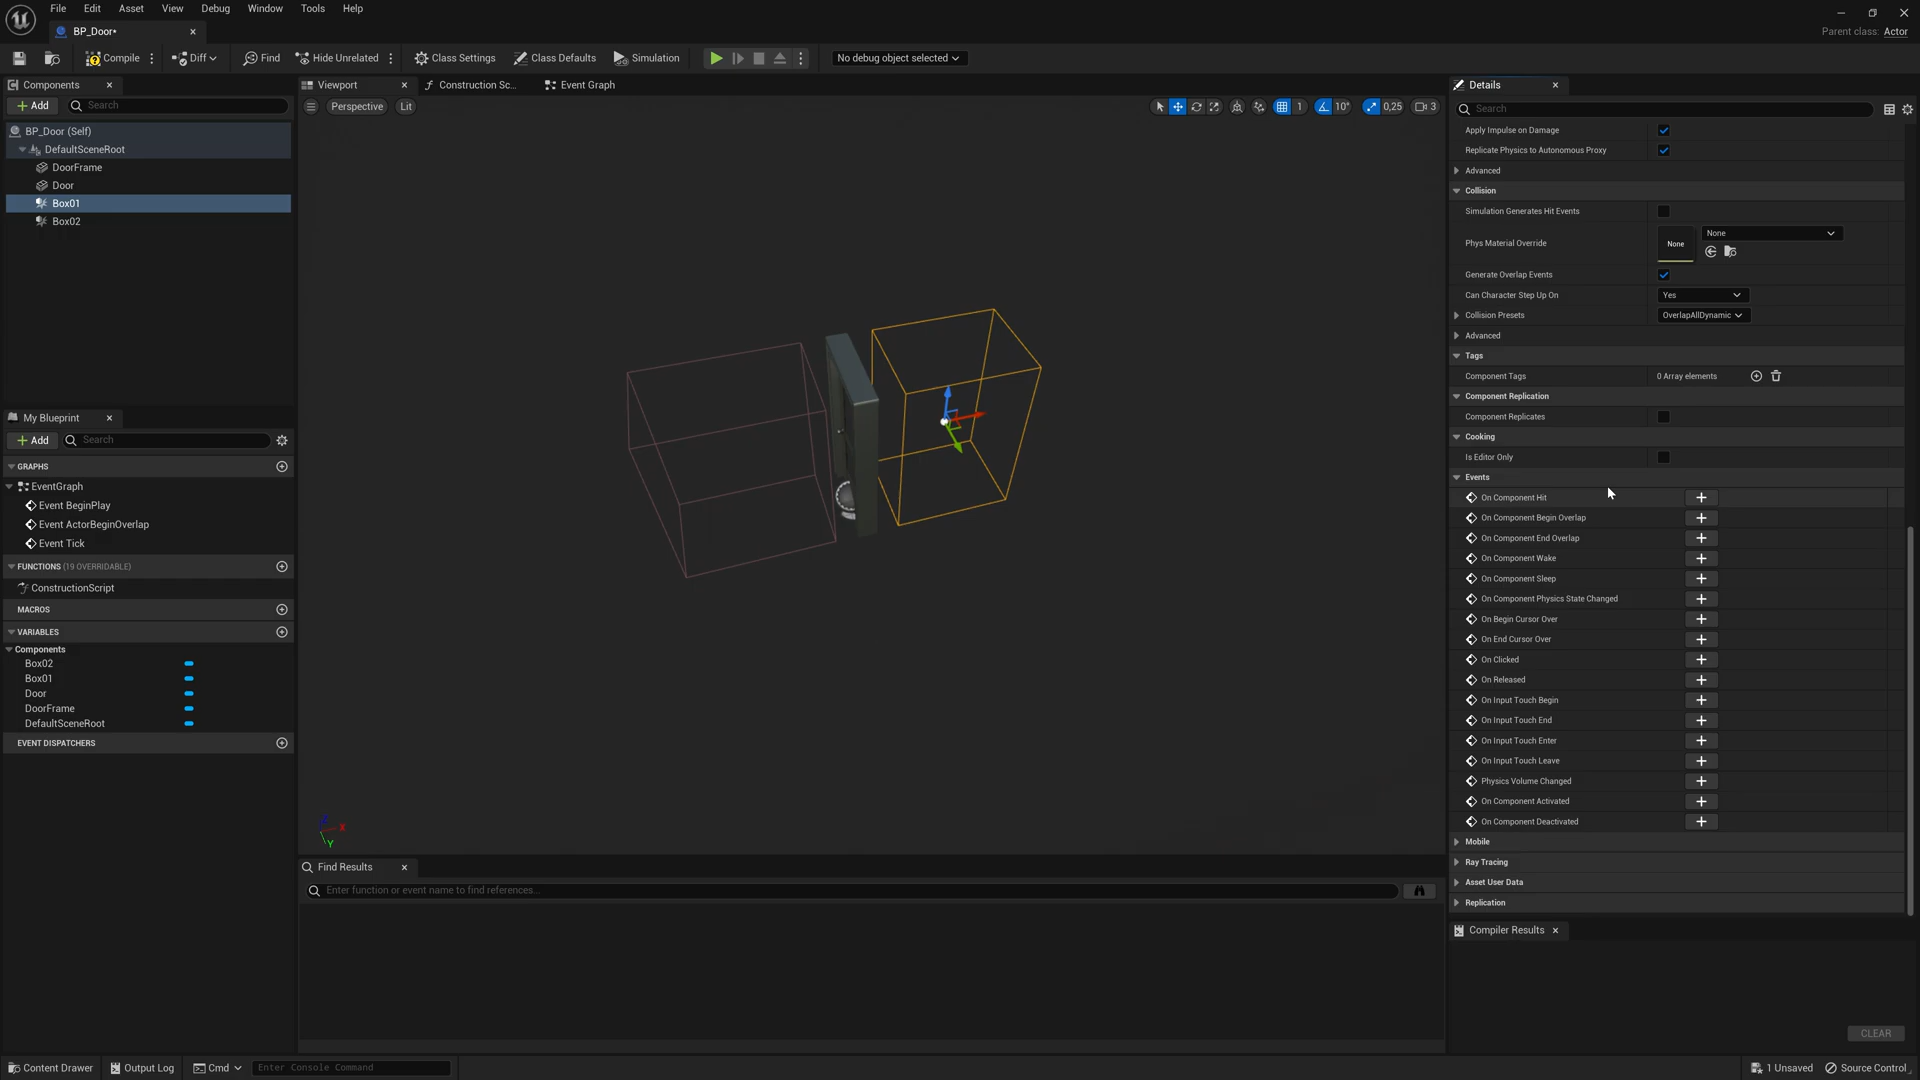 File Edit Asset View Debug Window Tools Help
BP_Door•
Parent class: Actor
Compile Diff Find Hide Unrelated Class Settings Class Defaults Simulation No debug object selected
Components
Add Search
BP_Door (Self)
DefaultSceneRoot
DoorFrame
Door
Box01
Box02
My Blueprint
Add Search
GRAPHS
EventGraph
Event BeginPlay
Event ActorBeginOverlap
Event Tick
FUNCTIONS (19 OVERRIDABLE)
ConstructionScript
MACROS
VARIABLES
Components
Box02
Box01
Door
DoorFrame
DefaultSceneRoot
EVENT DISPATCHERS
Viewport Construction Sc... Event Graph
Perspective Lit 1 10° 0,25 3
Z
X
Y
Find Results
Enter function or event name to find references...
Details
Search
Apply Impulse on Damage
Replicate Physics to Autonomous Proxy
Advanced
Collision
Simulation Generates Hit Events
Phys Material Override None None
Generate Overlap Events
Can Character Step Up On Yes
Collision Presets OverlapAllDynamic
Advanced
Tags
Component Tags 0 Array elements
Component Replication
Component Replicates
Cooking
Is Editor Only
Events
On Component Hit
On Component Begin Overlap
On Component End Overlap
On Component Wake
On Component Sleep
On Component Physics State Changed
On Begin Cursor Over
On End Cursor Over
On Clicked
On Released
On Input Touch Begin
On Input Touch End
On Input Touch Enter
On Input Touch Leave
Physics Volume Changed
On Component Activated
On Component Deactivated
Mobile
Ray Tracing
Asset User Data
Replication
Compiler Results
CLEAR
Content Drawer Output Log Cmd Enter Console Command 1 Unsaved Source Control